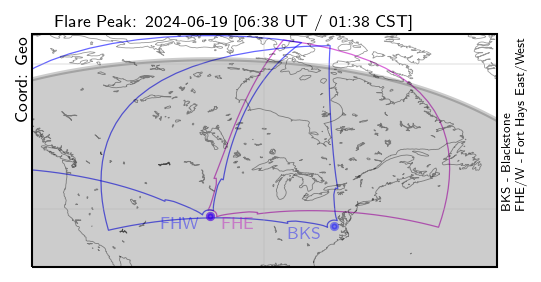 Flare Peak: 2024-06-19 [06:38 UT / 01:38 CST]
Coord: Geo
FHW
FHE
BKS
BKS - Blackstone
FHE/W - Fort Hays East/West